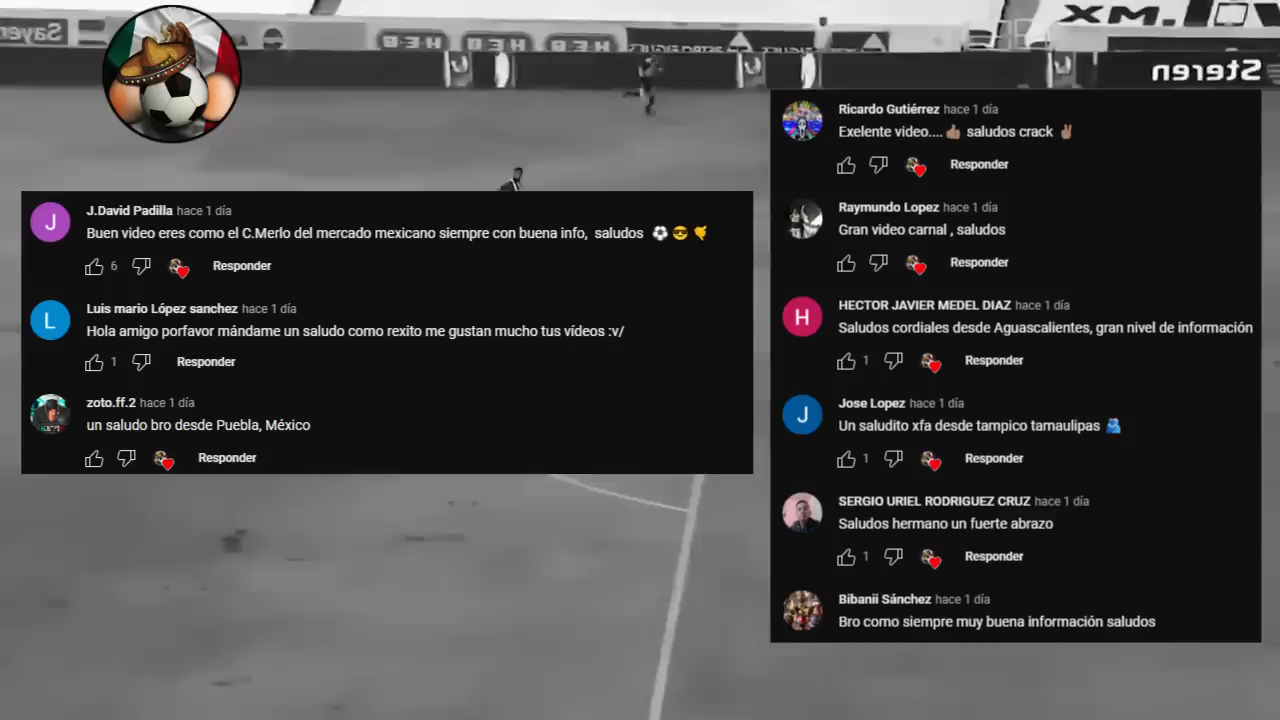 Sayer
HEB HEB HEB
XM.
Steren
J
J.David Padilla hace 1 día
Buen video eres como el C.Merlo del mercado mexicano siempre con buena info, saludos ⚽😎🤙
6 Responder
L
Luis mario López sanchez hace 1 día
Hola amigo porfavor mándame un saludo como rexito me gustan mucho tus vídeos :v/
1 Responder
zoto.ff.2 hace 1 día
un saludo bro desde Puebla, México
Responder
Ricardo Gutiérrez hace 1 día
Exelente video.... 👍🏽 saludos crack ✌🏽
Responder
Raymundo Lopez hace 1 día
Gran video carnal , saludos
Responder
H
HECTOR JAVIER MEDEL DIAZ hace 1 día
Saludos cordiales desde Aguascalientes, gran nivel de información
1 Responder
J
Jose Lopez hace 1 día
Un saludito xfa desde tampico tamaulipas 🫂
1 Responder
SERGIO URIEL RODRIGUEZ CRUZ hace 1 día
Saludos hermano un fuerte abrazo
1 Responder
Bibanii Sánchez hace 1 día
Bro como siempre muy buena información saludos